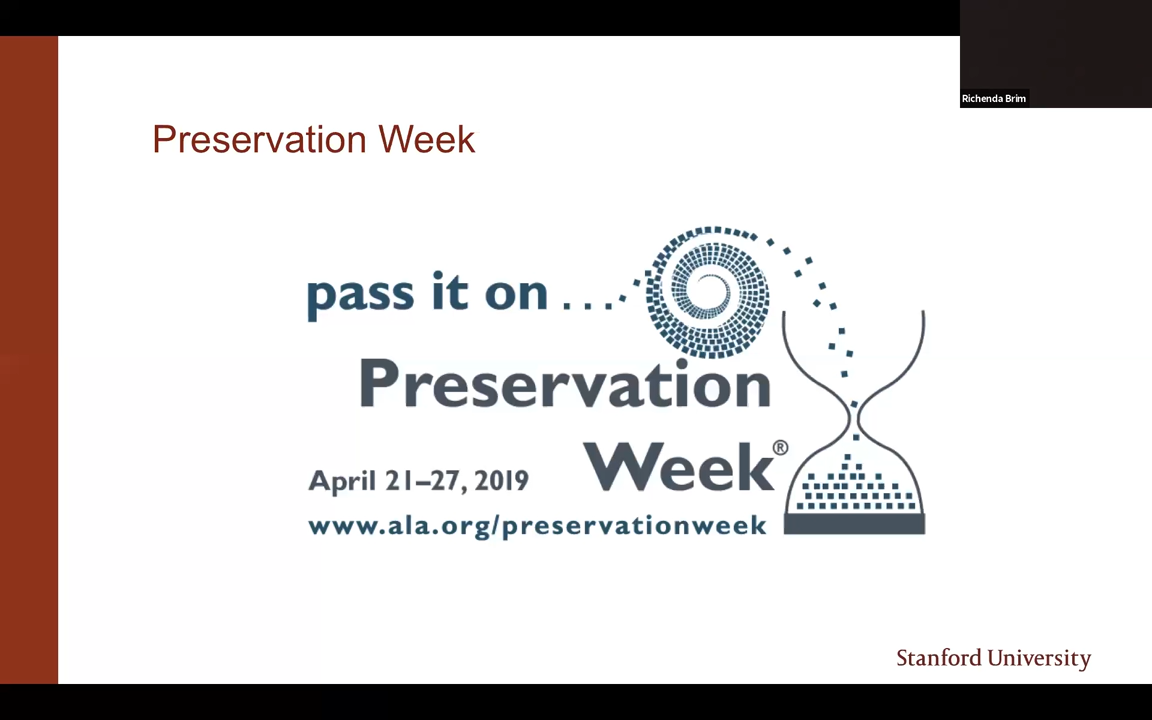 Richenda Brim
Preservation Week
pass it on ...
Preservation
Week®
April 21–27, 2019
www.ala.org/preservationweek
Stanford University